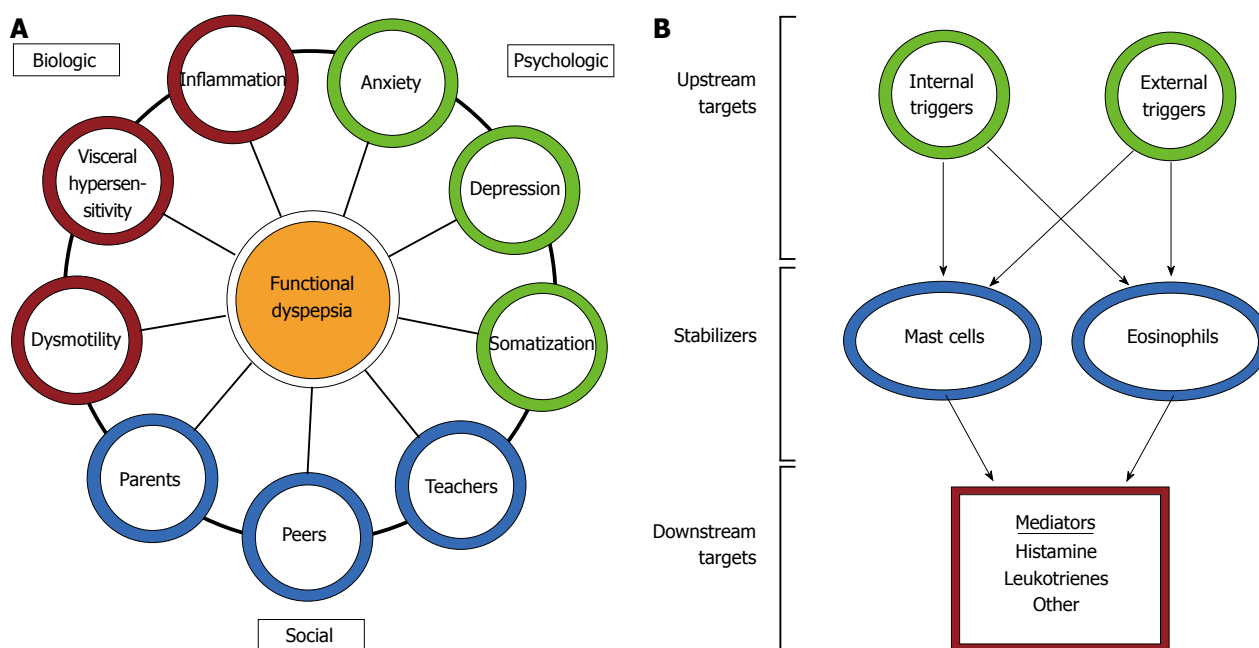 A
Biologic
Psychologic
Inflammation
Anxiety
Visceral
hypersen-
sitivity
Depression
Functional
dyspepsia
Dysmotility
Somatization
Parents
Teachers
Peers
Social
B
Upstream
targets
Internal
triggers
External
triggers
Stabilizers
Mast cells
Eosinophils
Downstream
targets
Mediators
Histamine
Leukotrienes
Other